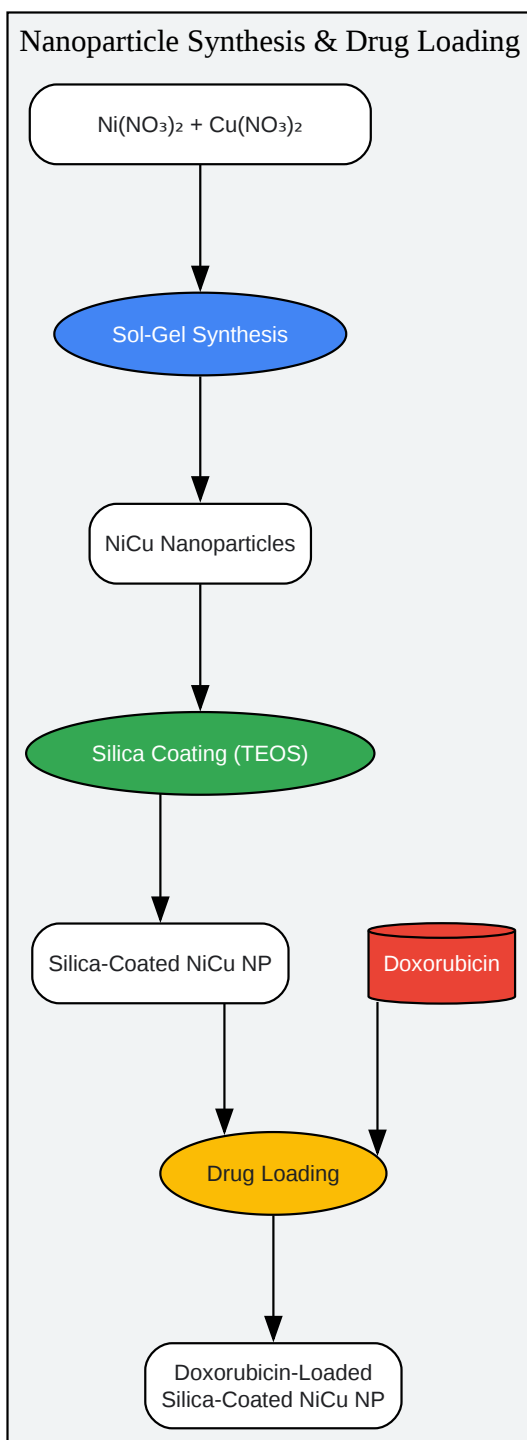 Nanoparticle Synthesis & Drug Loading
Ni(NO₃)₂ + Cu(NO₃)₂
Sol-Gel Synthesis
NiCu Nanoparticles
Silica Coating (TEOS)
Silica-Coated NiCu NP
Doxorubicin
Drug Loading
Doxorubicin-Loaded
Silica-Coated NiCu NP